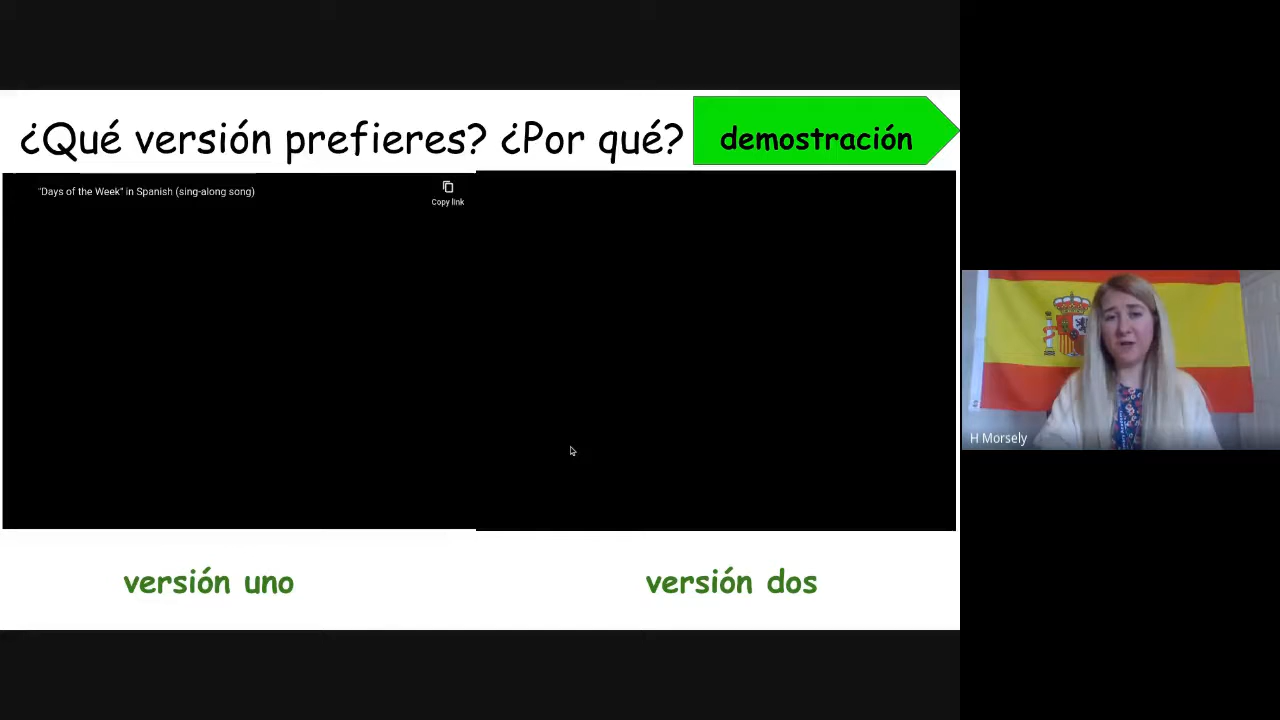 ¿Qué versión prefieres? ¿Por qué?
demostración
"Days of the Week" in Spanish (sing-along song)
Copy link
versión uno
versión dos
H Morsely